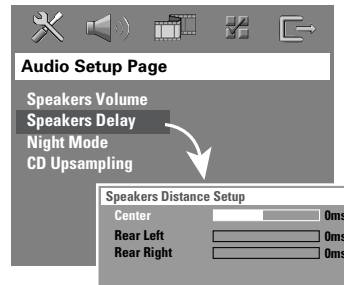 Audio Setup Page
Speakers Volume
Speakers Delay
Night Mode
CD Upsampling
Speakers Distance Setup
Center 0ms
Rear Left 0ms
Rear Right 0ms